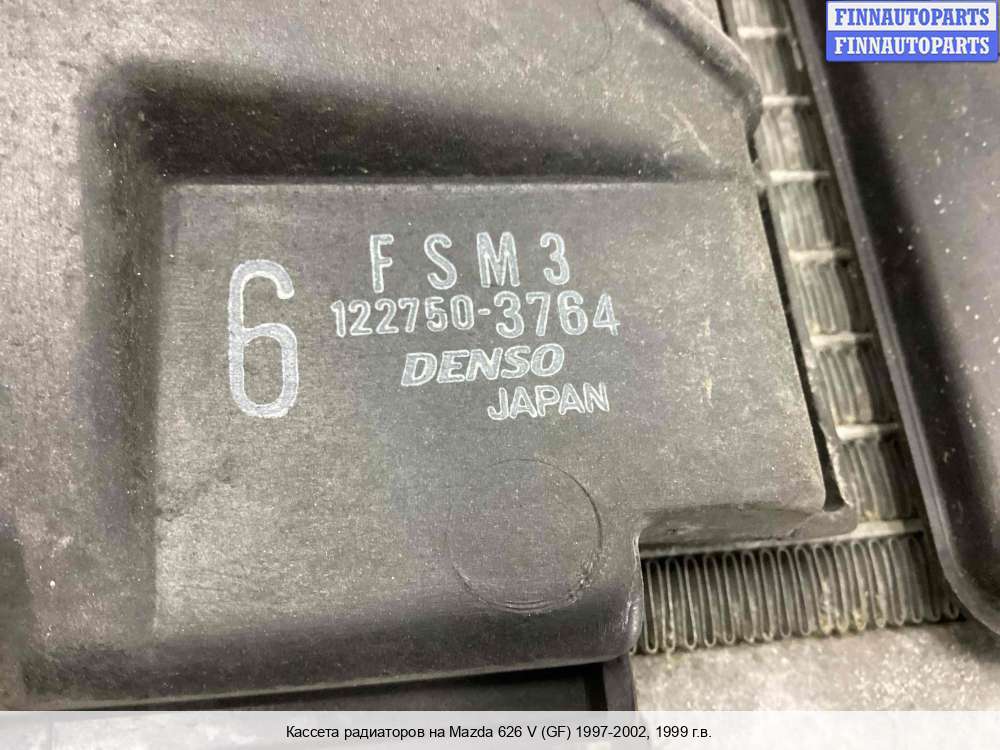 FINNAUTOPARTS
FINNAUTOPARTS
6
FSM3
122750-3764
DENSO
JAPAN
Кассета радиаторов на Mazda 626 V (GF) 1997-2002, 1999 г.в.